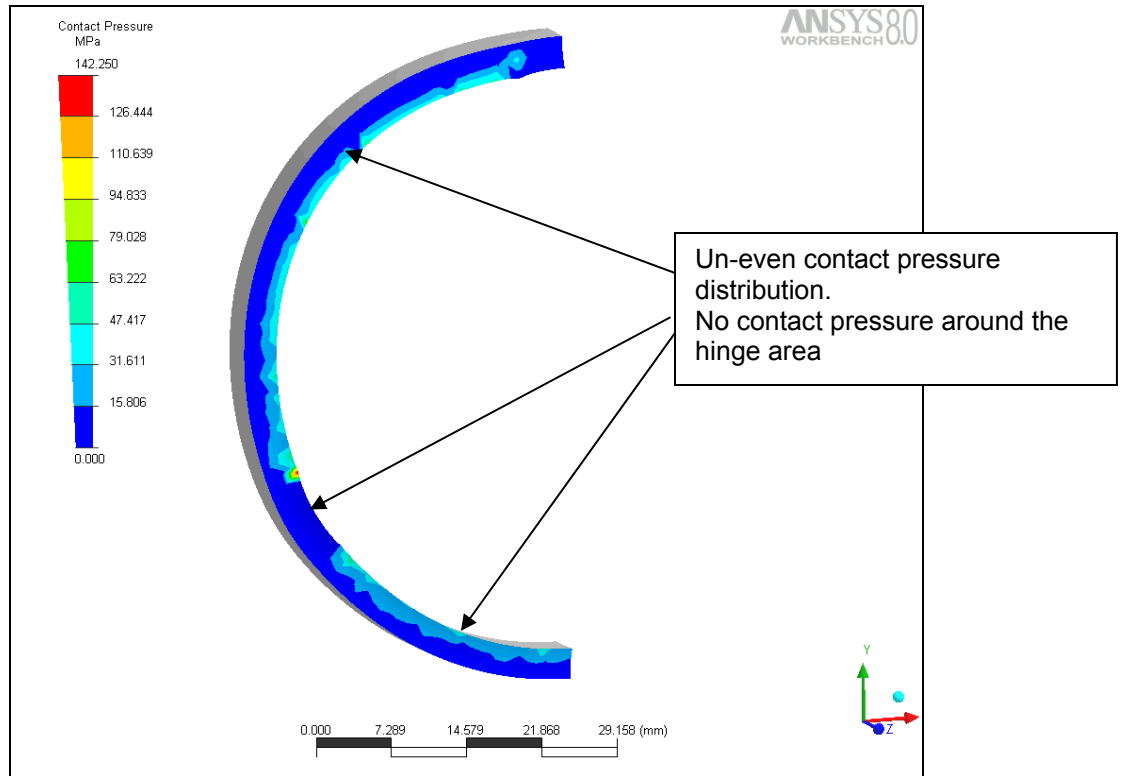 Contact Pressure
MPa
142.250
126.444
110.639
94.833
79.028
63.222
47.417
31.611
15.806
0.000
ANSYS 8.0
WORKBENCH
Un-even contact pressure
distribution.
No contact pressure around the
hinge area
0.000 7.289 14.579 21.868 29.158 (mm)
Y
Z